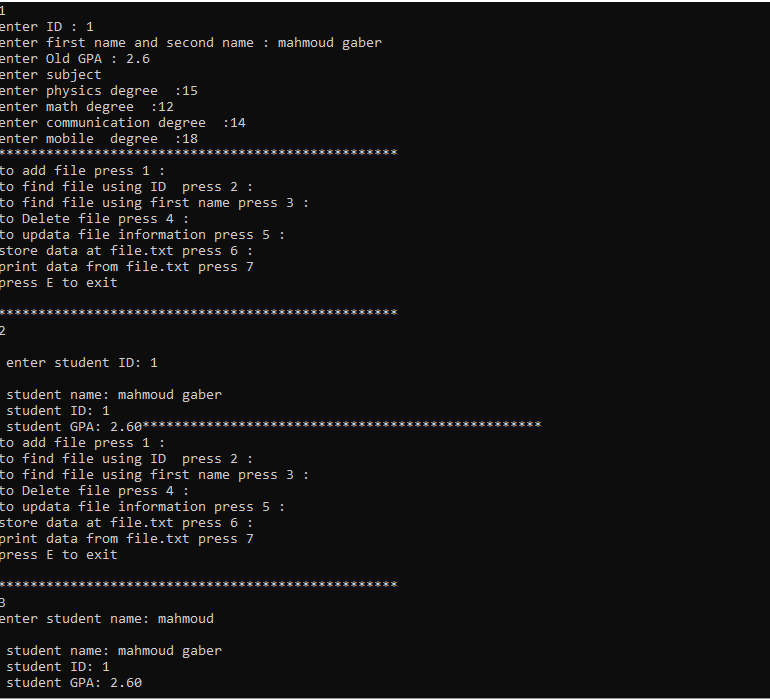 1
enter ID : 1
enter first name and second name : mahmoud gaber
enter Old GPA : 2.6
enter subject
enter physics degree  :15
enter math degree  :12
enter communication degree  :14
enter mobile  degree  :18
**************************************************
to add file press 1 :
to find file using ID  press 2 :
to find file using first name press 3 :
to Delete file press 4 :
to updata file information press 5 :
store data at file.txt press 6 :
print data from file.txt press 7
press E to exit
**************************************************
2
enter student ID: 1
student name: mahmoud gaber
student ID: 1
student GPA: 2.60**************************************************
to add file press 1 :
to find file using ID  press 2 :
to find file using first name press 3 :
to Delete file press 4 :
to updata file information press 5 :
store data at file.txt press 6 :
print data from file.txt press 7
press E to exit
**************************************************
3
enter student name: mahmoud
student name: mahmoud gaber
student ID: 1
student GPA: 2.60